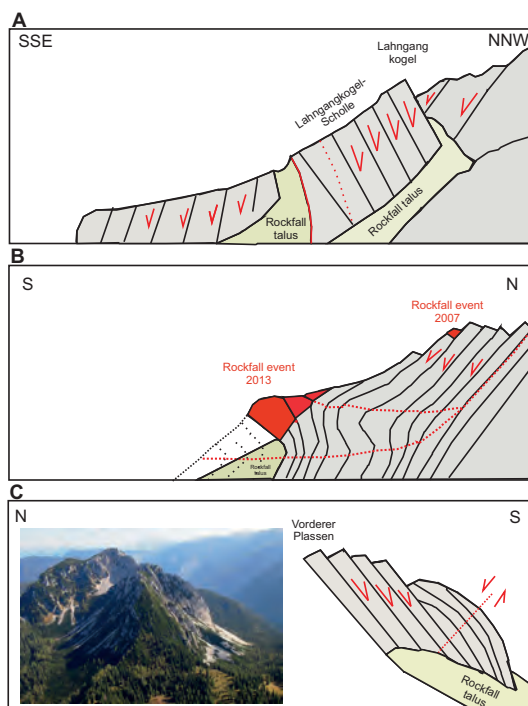 A
SSE
NNW
Lahngang
kogel
Lahngangkogel-
Scholle
Rockfall
talus
Rockfall talus
B
S
N
Rockfall event
2007
Rockfall event
2013
Rockfall
talus
C
N
S
Vorderer
Plassen
Rockfall
talus